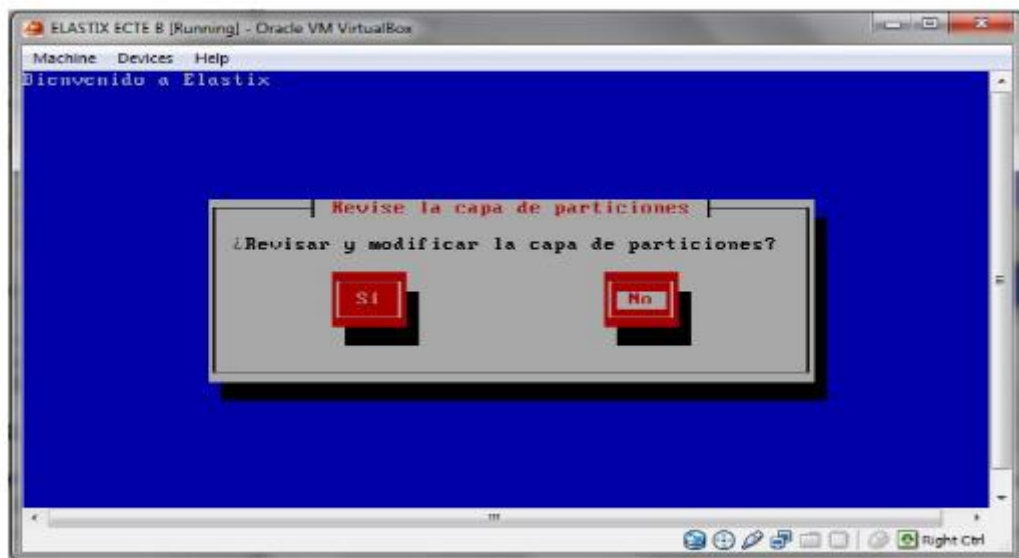 ELASTIX ECTE B [Running] - Oracle VM VirtualBox
Machine Devices Help
Bienvenido a Elastix
Revise la capa de particiones
¿Revisar y modificar la capa de particiones?
Si
No
Right Ctrl